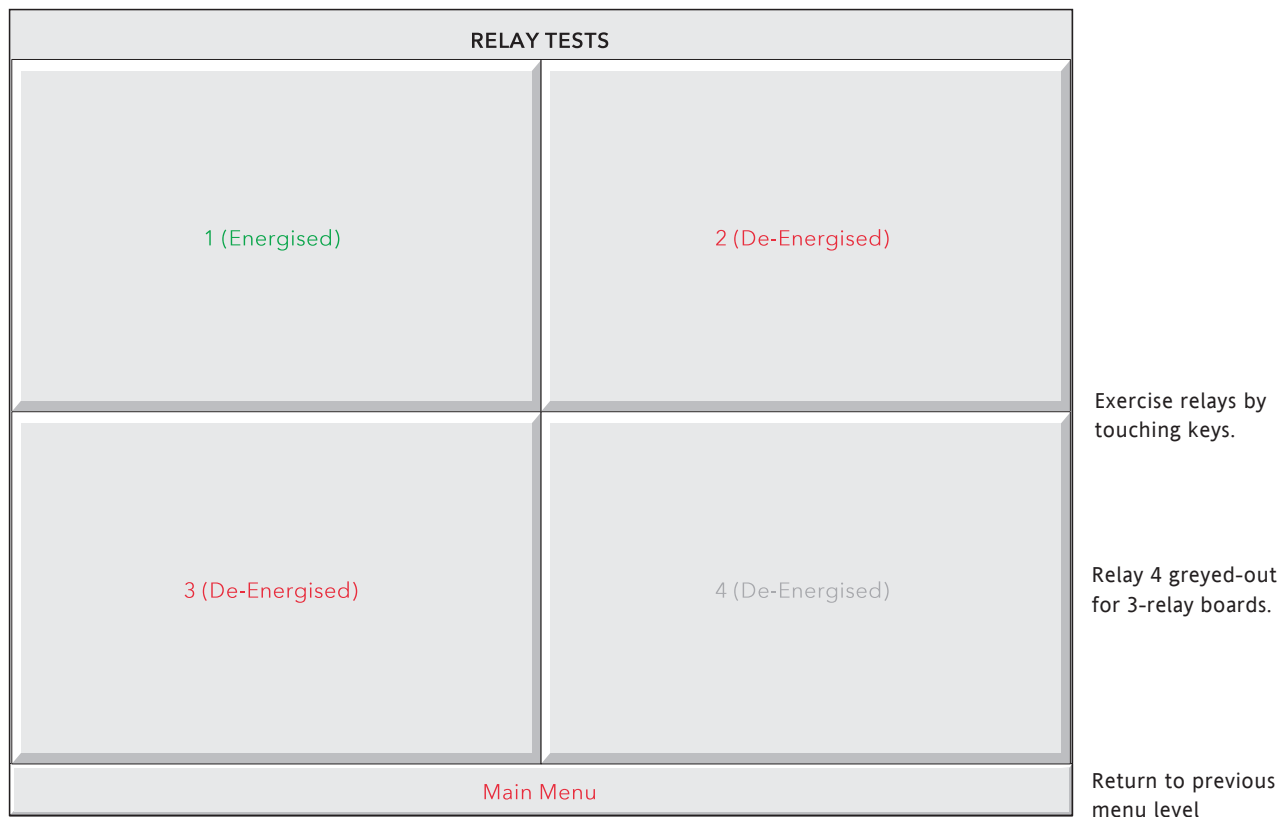 RELAY TESTS
1 (Energised)
2 (De-Energised)
Exercise relays by
touching keys.
3 (De-Energised)
4 (De-Energised)
Relay 4 greyed-out
for 3-relay boards.
Main Menu
Return to previous
menu level